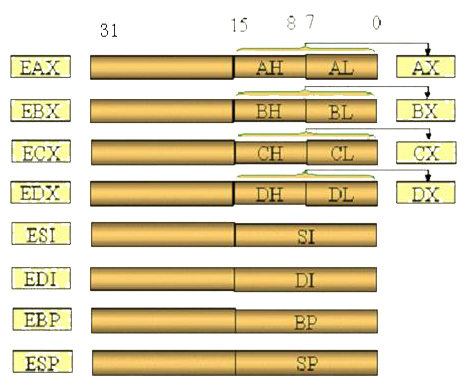 31 15 8 7 0
EAX AH AL AX
EBX BH BL BX
ECX CH CL CX
EDX DH DL DX
ESI SI
EDI DI
EBP BP
ESP SP